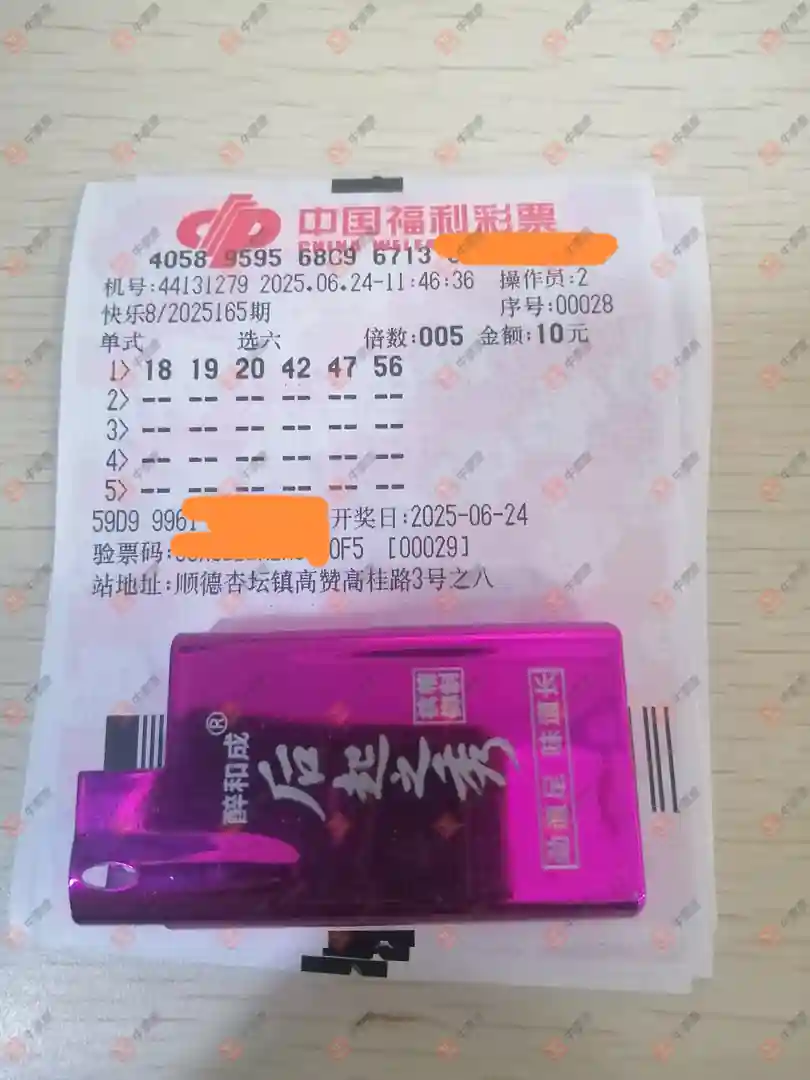 中国福利彩票
4058 9595 68C9 6713
机号:44131279 2025.06.24-11:46:36 操作员:2
快乐8/2025165期 序号:00028
单式 选六 倍数:005 金额:10元
1> 18 19 20 42 47 56
2> -- -- -- -- -- --
3> -- -- -- -- -- --
4> -- -- -- -- -- --
5> -- -- -- -- -- --
59D9 9961 开奖日:2025-06-24
验票码: 0F5 [00029]
站地址:顺德杏坛镇高赞高桂路3号之八
醉和成®
后起之秀
味道长